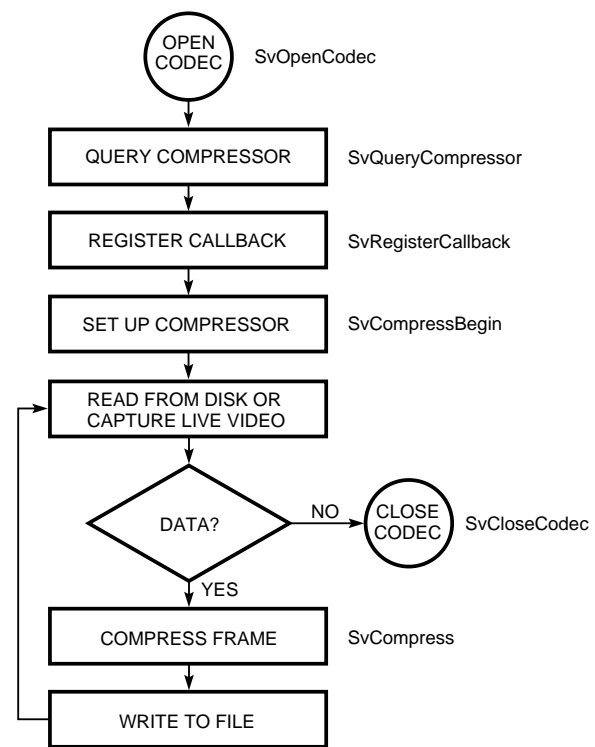 OPEN
CODEC
SvOpenCodec
QUERY COMPRESSOR
SvQueryCompressor
REGISTER CALLBACK
SvRegisterCallback
SET UP COMPRESSOR
SvCompressBegin
READ FROM DISK OR
CAPTURE LIVE VIDEO
DATA?
NO
CLOSE
CODEC
SvCloseCodec
YES
COMPRESS FRAME
SvCompress
WRITE TO FILE